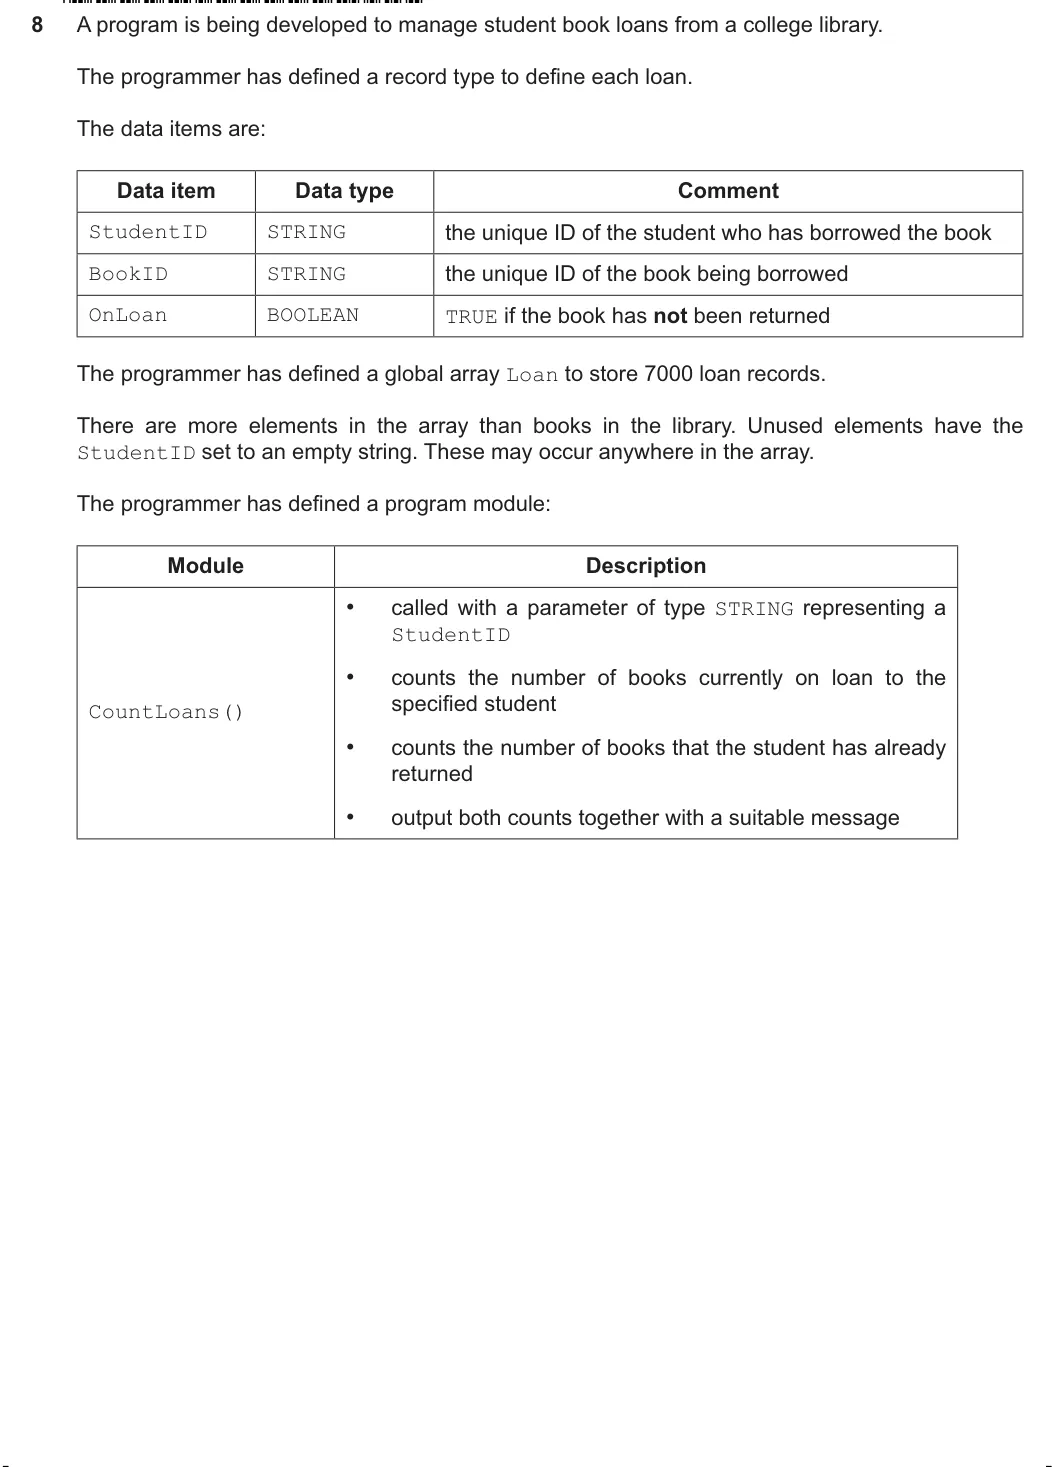 8 A program is being developed to manage student book loans from a college library.
The programmer has defined a record type to define each loan.
The data items are:
Data item Data type Comment
StudentID STRING the unique ID of the student who has borrowed the book
BookID STRING the unique ID of the book being borrowed
OnLoan BOOLEAN TRUE if the book has not been returned
The programmer has defined a global array Loan to store 7000 loan records.
There are more elements in the array than books in the library. Unused elements have the
StudentID set to an empty string. These may occur anywhere in the array.
The programmer has defined a program module:
Module Description
CountLoans()
• called with a parameter of type STRING representing a
StudentID
• counts the number of books currently on loan to the
specified student
• counts the number of books that the student has already
returned
• output both counts together with a suitable message